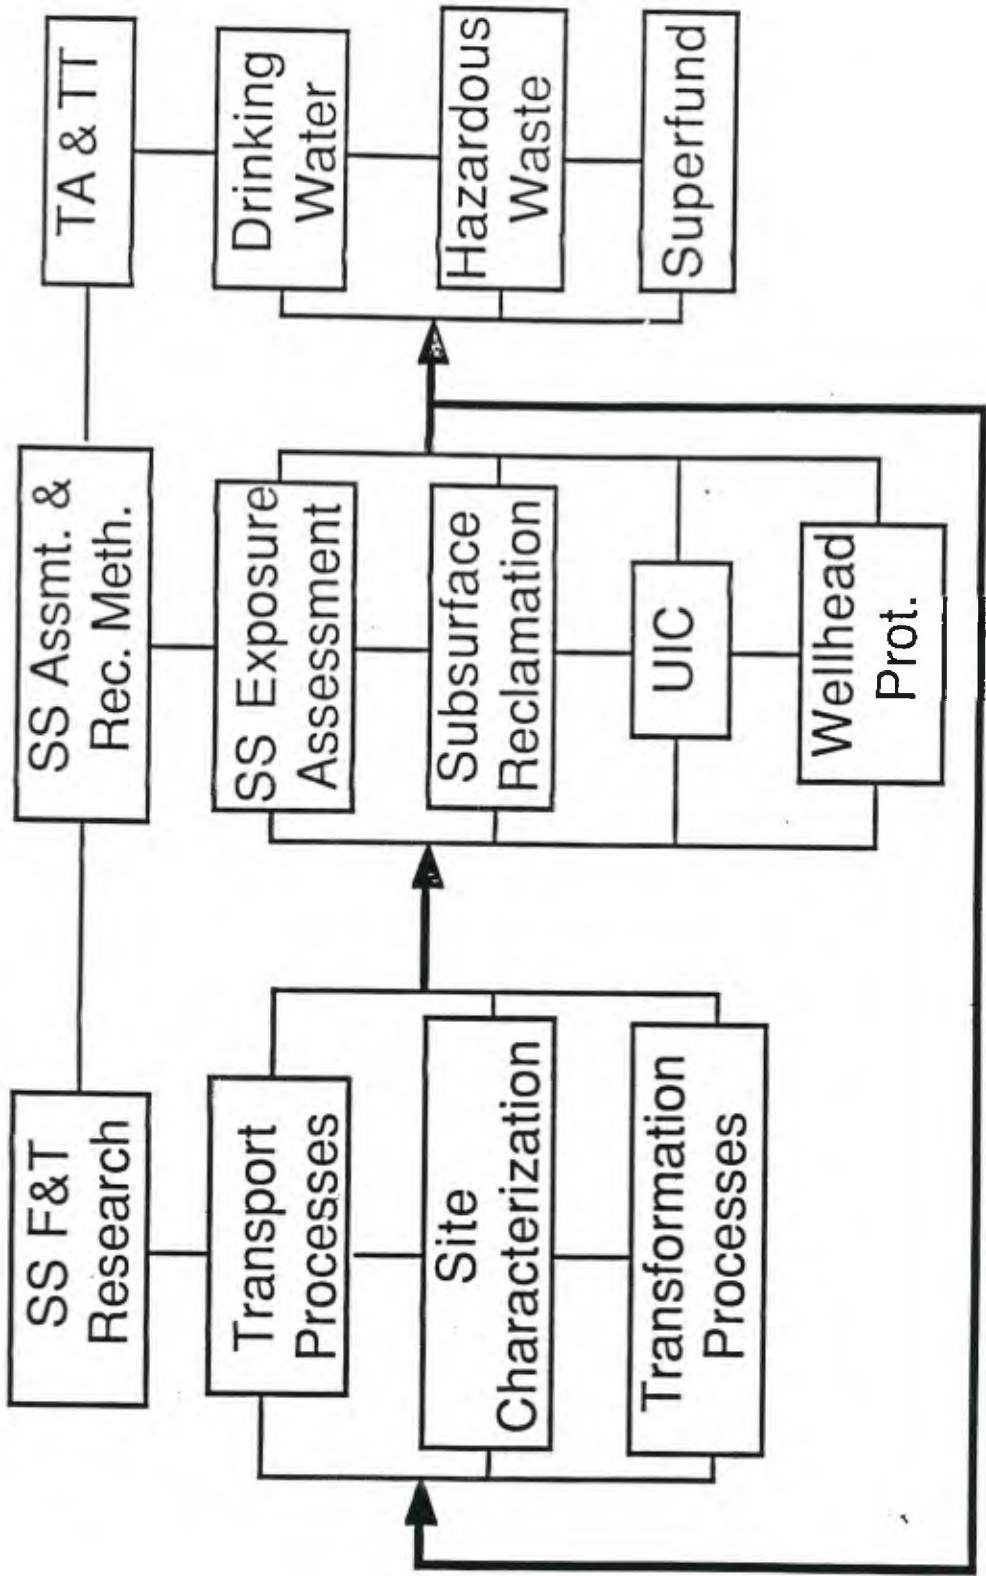 SS F&T
Research
SS Assmt. &
Rec. Meth.
TA & TT
Transport
Processes
Site
Characterization
Transformation
Processes
SS Exposure
Assessment
Subsurface
Reclamation
UIC
Wellhead
Prot.
Drinking
Water
Hazardous
Waste
Superfund